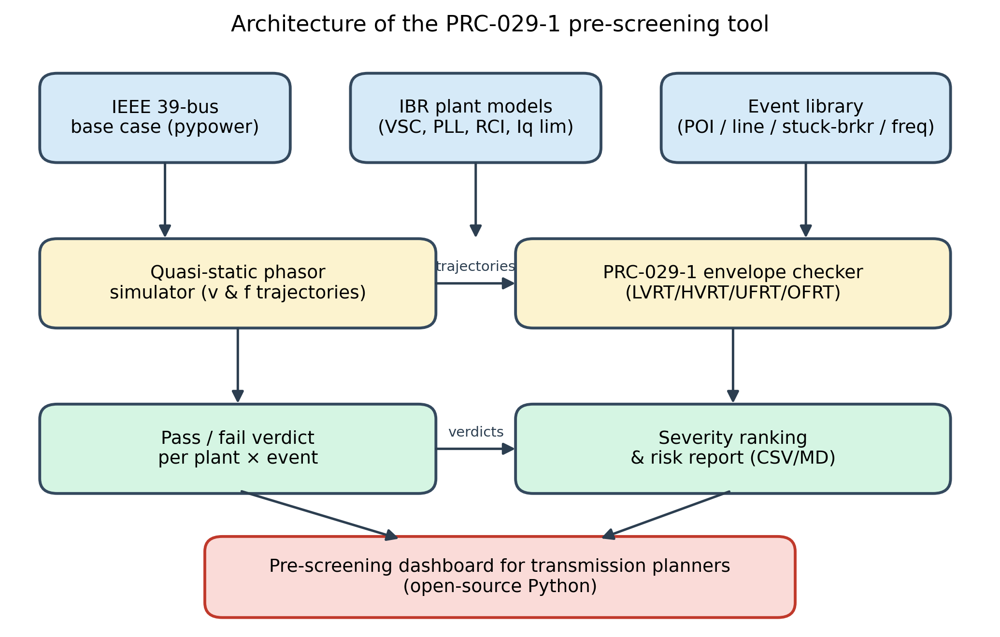 Architecture of the PRC-029-1 pre-screening tool
IEEE 39-bus
base case (pypower)
IBR plant models
(VSC, PLL, RCI, Iq lim)
Event library
(POI / line / stuck-brkr / freq)
Quasi-static phasor
simulator (v & f trajectories)
trajectories
PRC-029-1 envelope checker
(LVRT/HVRT/UFRT/OFRT)
Pass / fail verdict
per plant × event
verdicts
Severity ranking
& risk report (CSV/MD)
Pre-screening dashboard for transmission planners
(open-source Python)